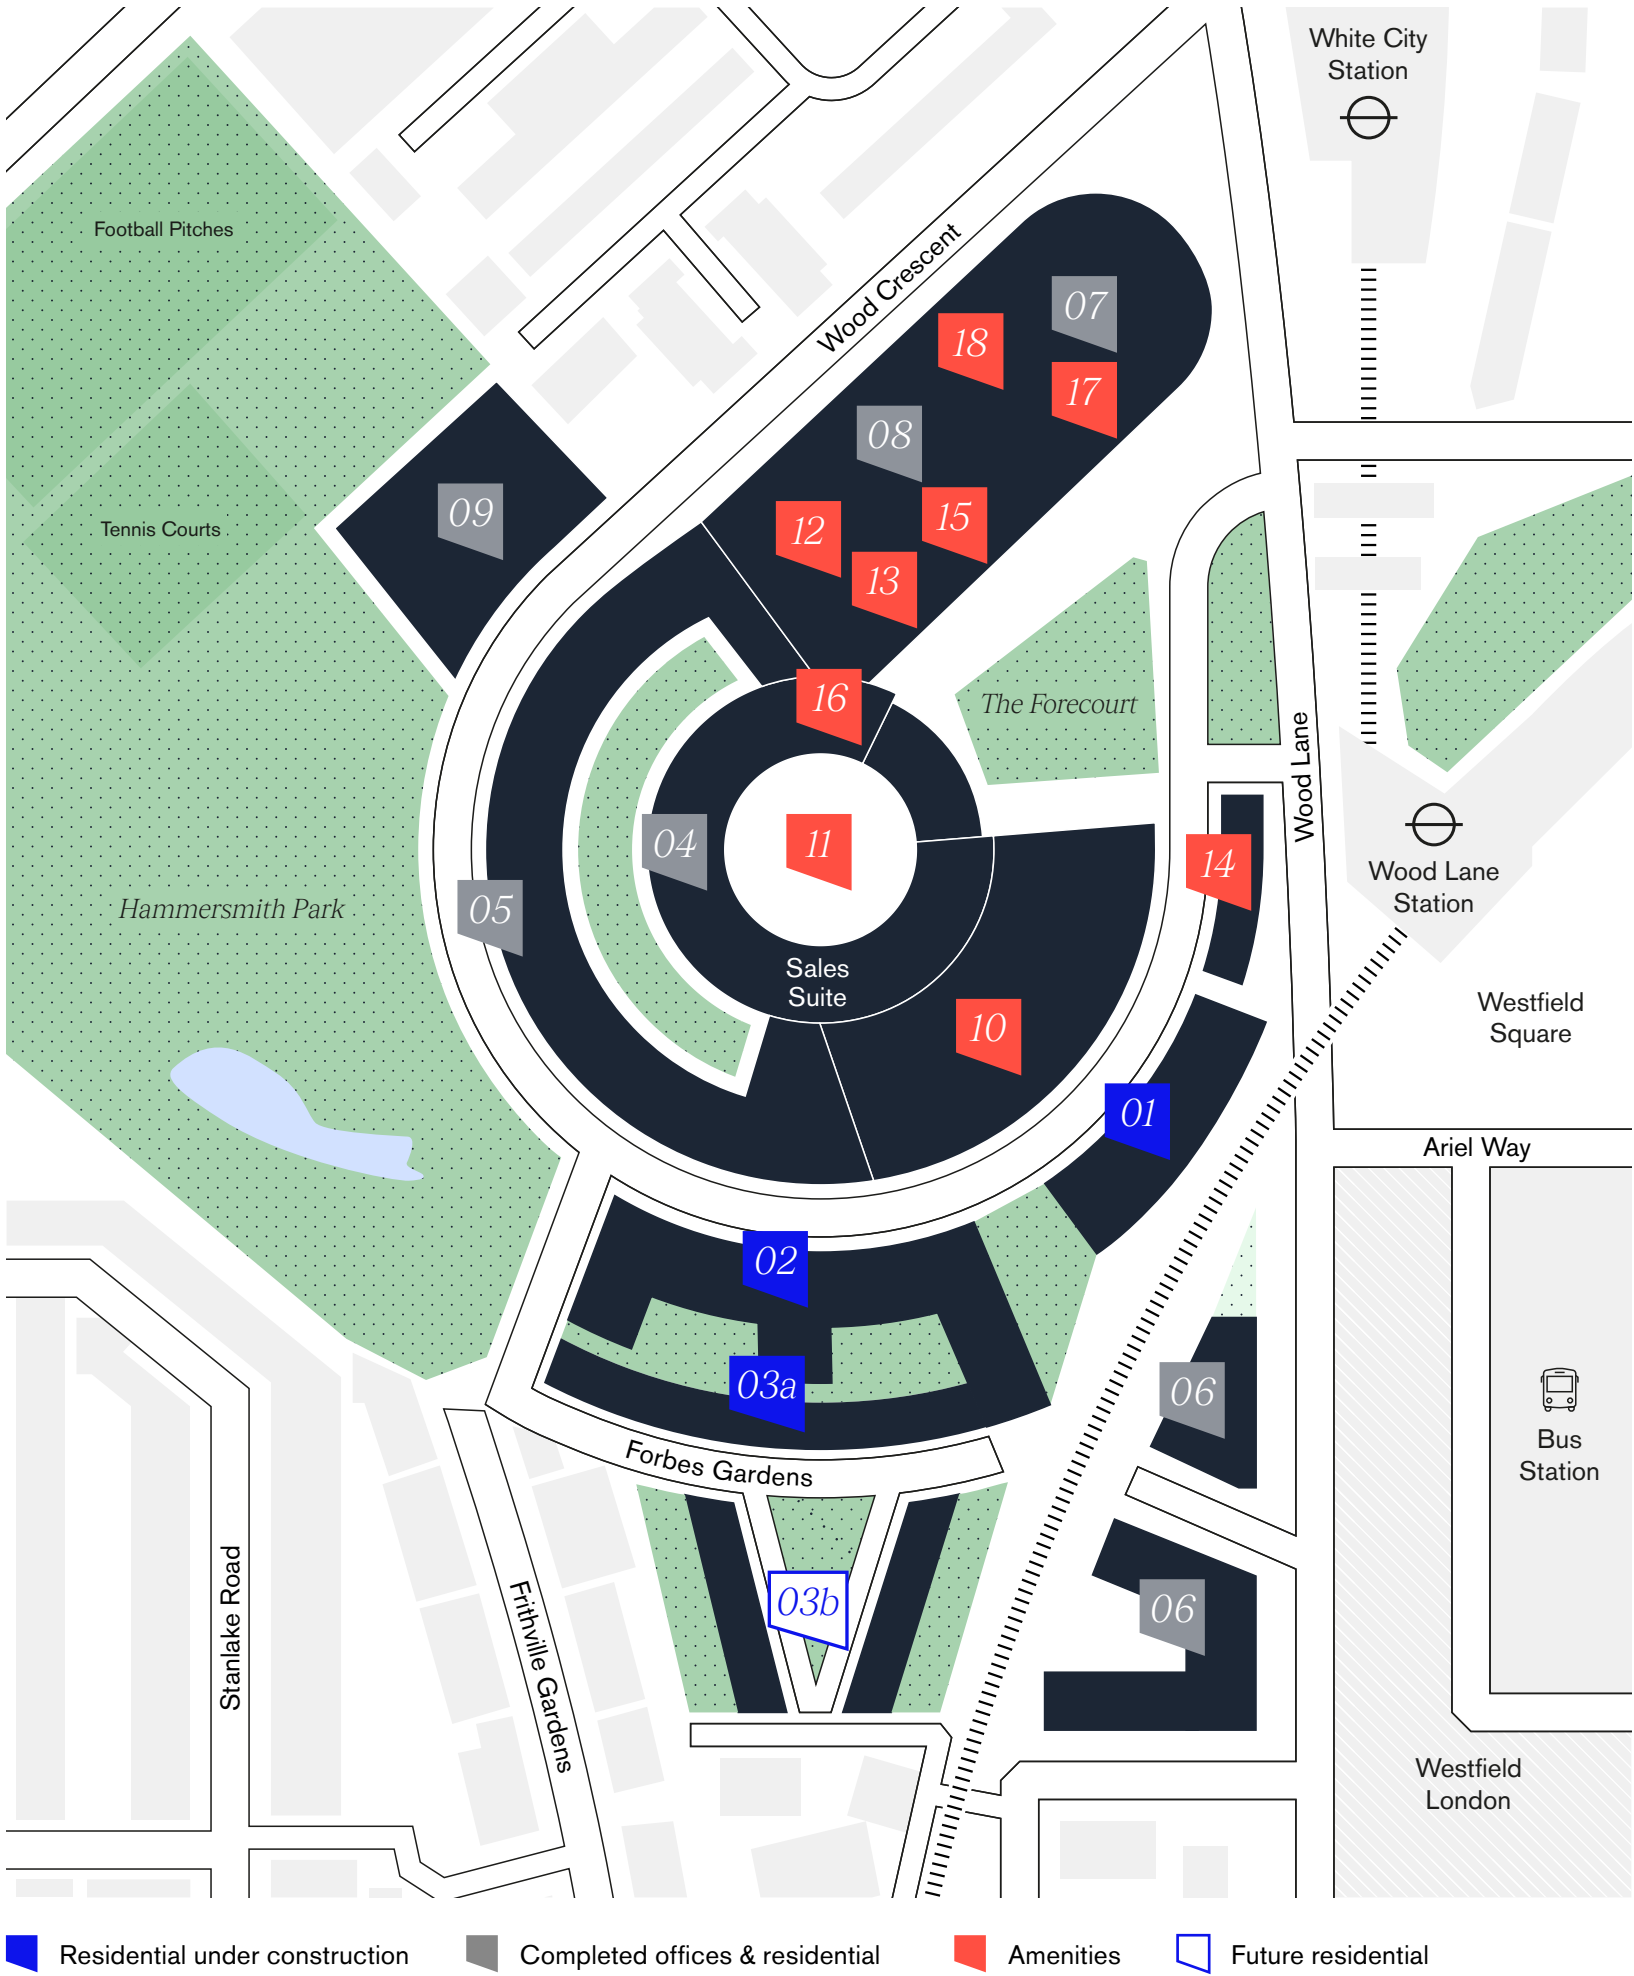 White City
Station
Football Pitches
Wood Crescent
07
18
17
08
09
15
12
Tennis Courts
13
16
The Forecourt
Wood Lane
04
11
14
Wood Lane
Station
05
Hammersmith Park
Sales
Suite
Westfield
Square
10
01
Ariel Way
02
03a
06
Bus
Station
Forbes Gardens
03b
06
Stanlake Road
Frithville Gardens
Westfield
London
Residential under construction
Completed offices & residential
Amenities
Future residential